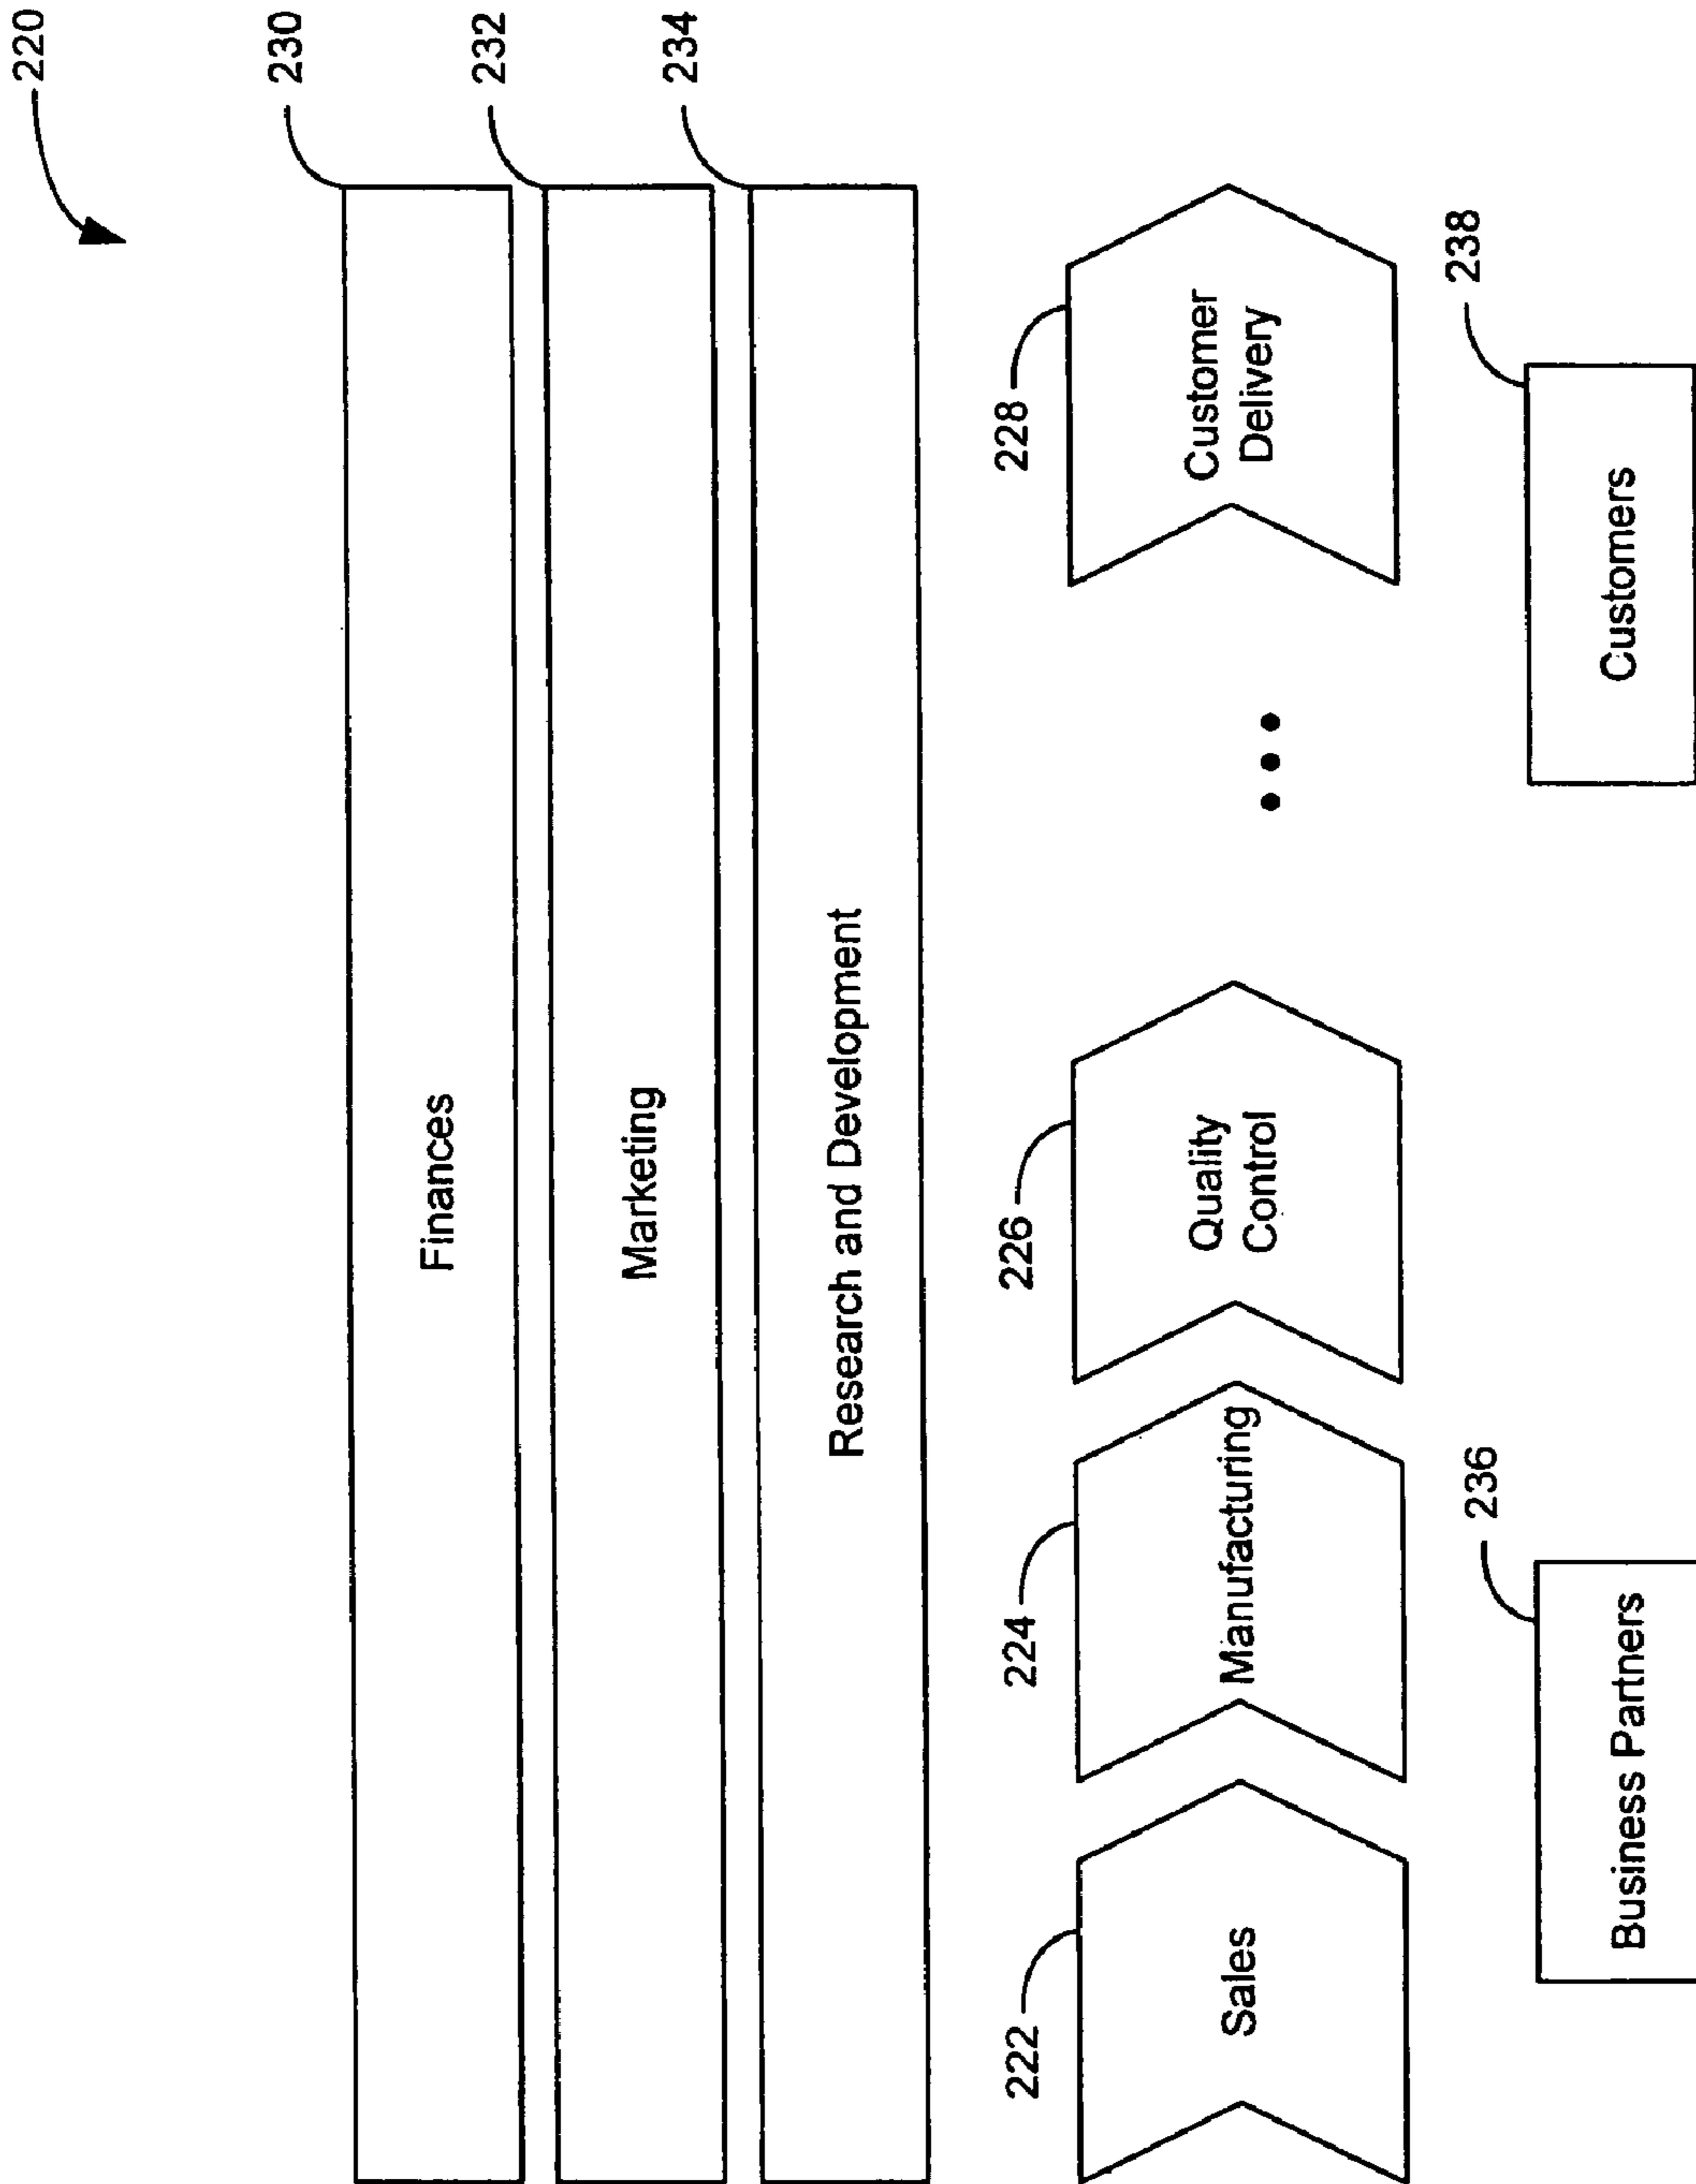 220
230
Finances
232
Marketing
234
Research and Development
222
Sales
224
Manufacturing
226
Quality
Control
228
Customer
Delivery
236
Business Partners
238
Customers